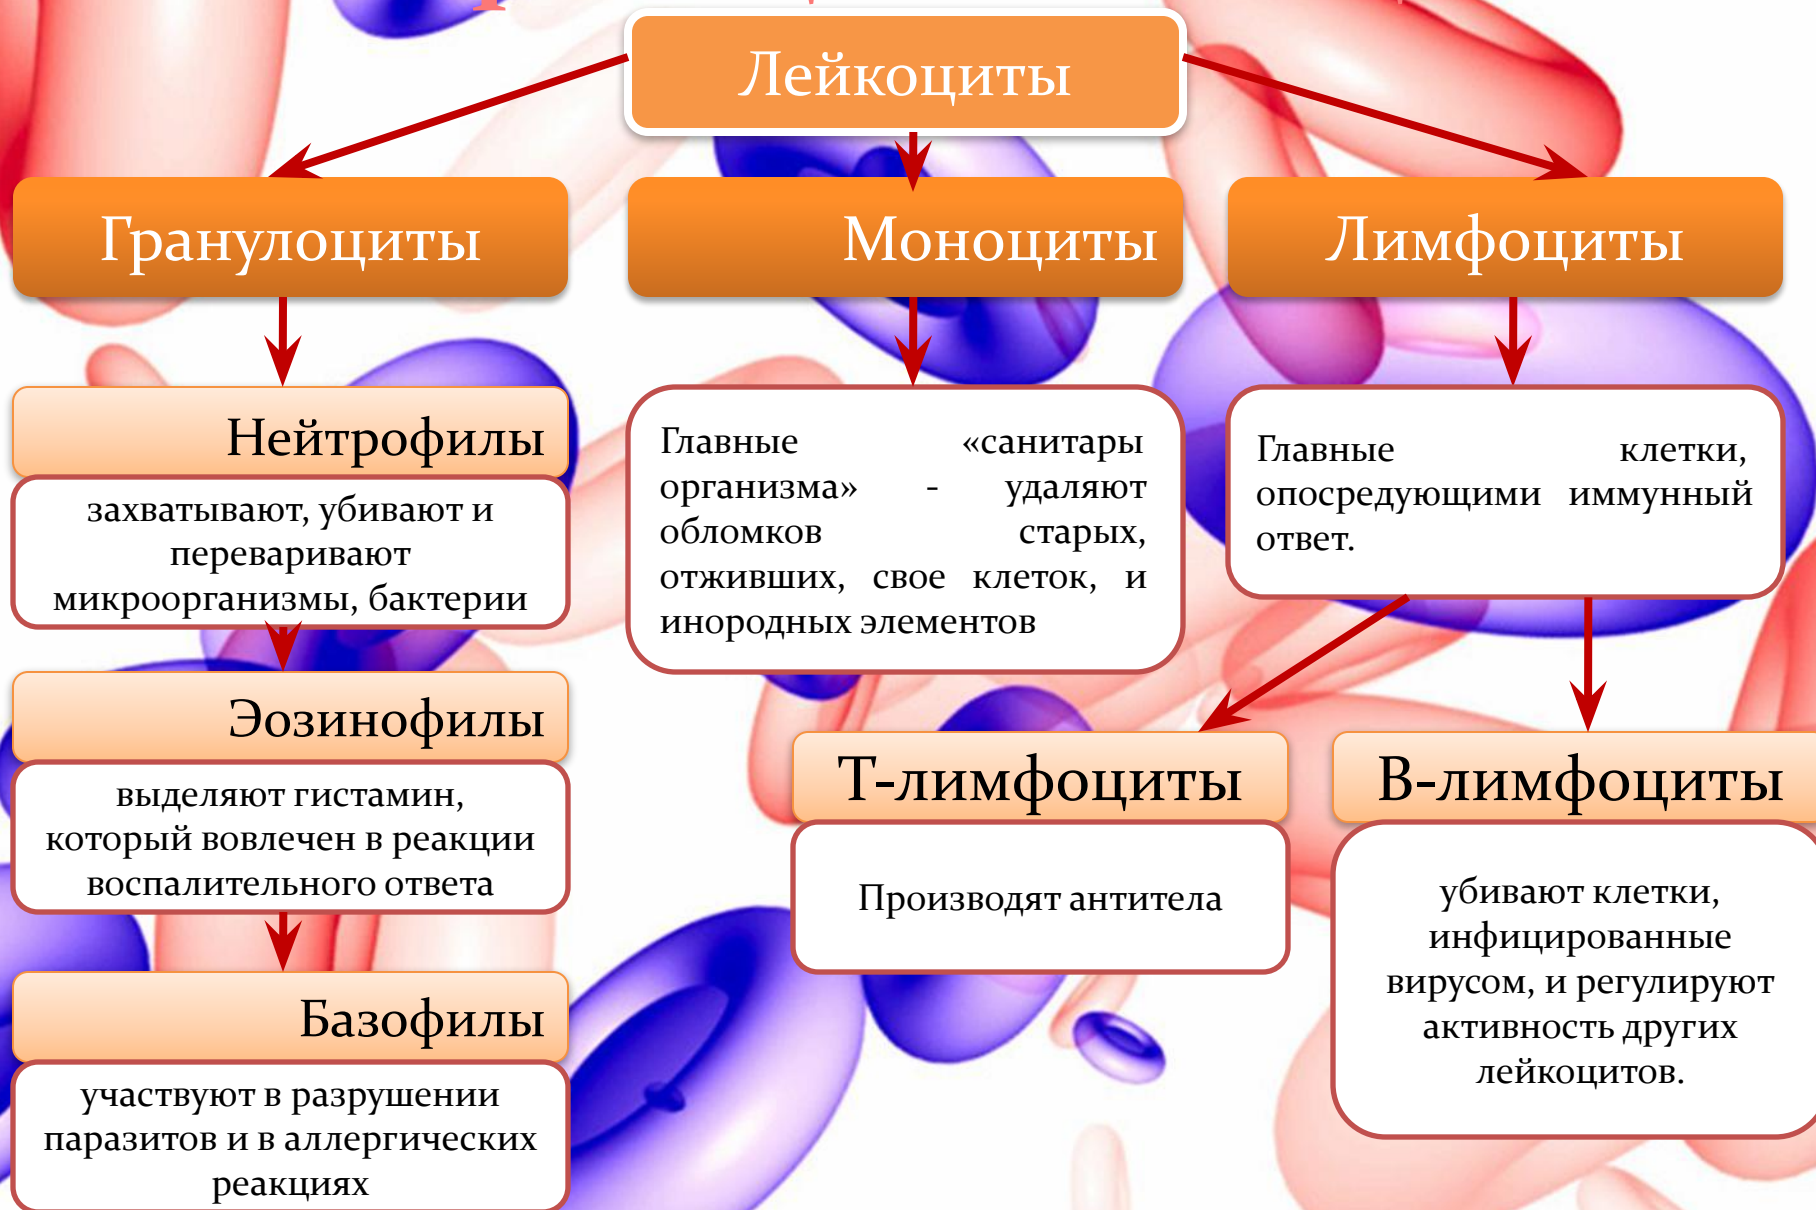 Лейкоциты
Гранулоциты
Моноциты
Лимфоциты
Нейтрофилы
захватывают, убивают и
переваривают
микроорганизмы, бактерии
Эозинофилы
выделяют гистамин,
который вовлечен в реакции
воспалительного ответа
Базофилы
участвуют в разрушении
паразитов и в аллергических
реакциях
Главные «санитары
организма» - удаляют
обломков старых,
отживших, свое клеток, и
инородных элементов
Главные клетки,
опосредующими иммунный
ответ.
Т-лимфоциты
Производят антитела
В-лимфоциты
убивают клетки,
инфицированные
вирусом, и регулируют
активность других
лейкоцитов.